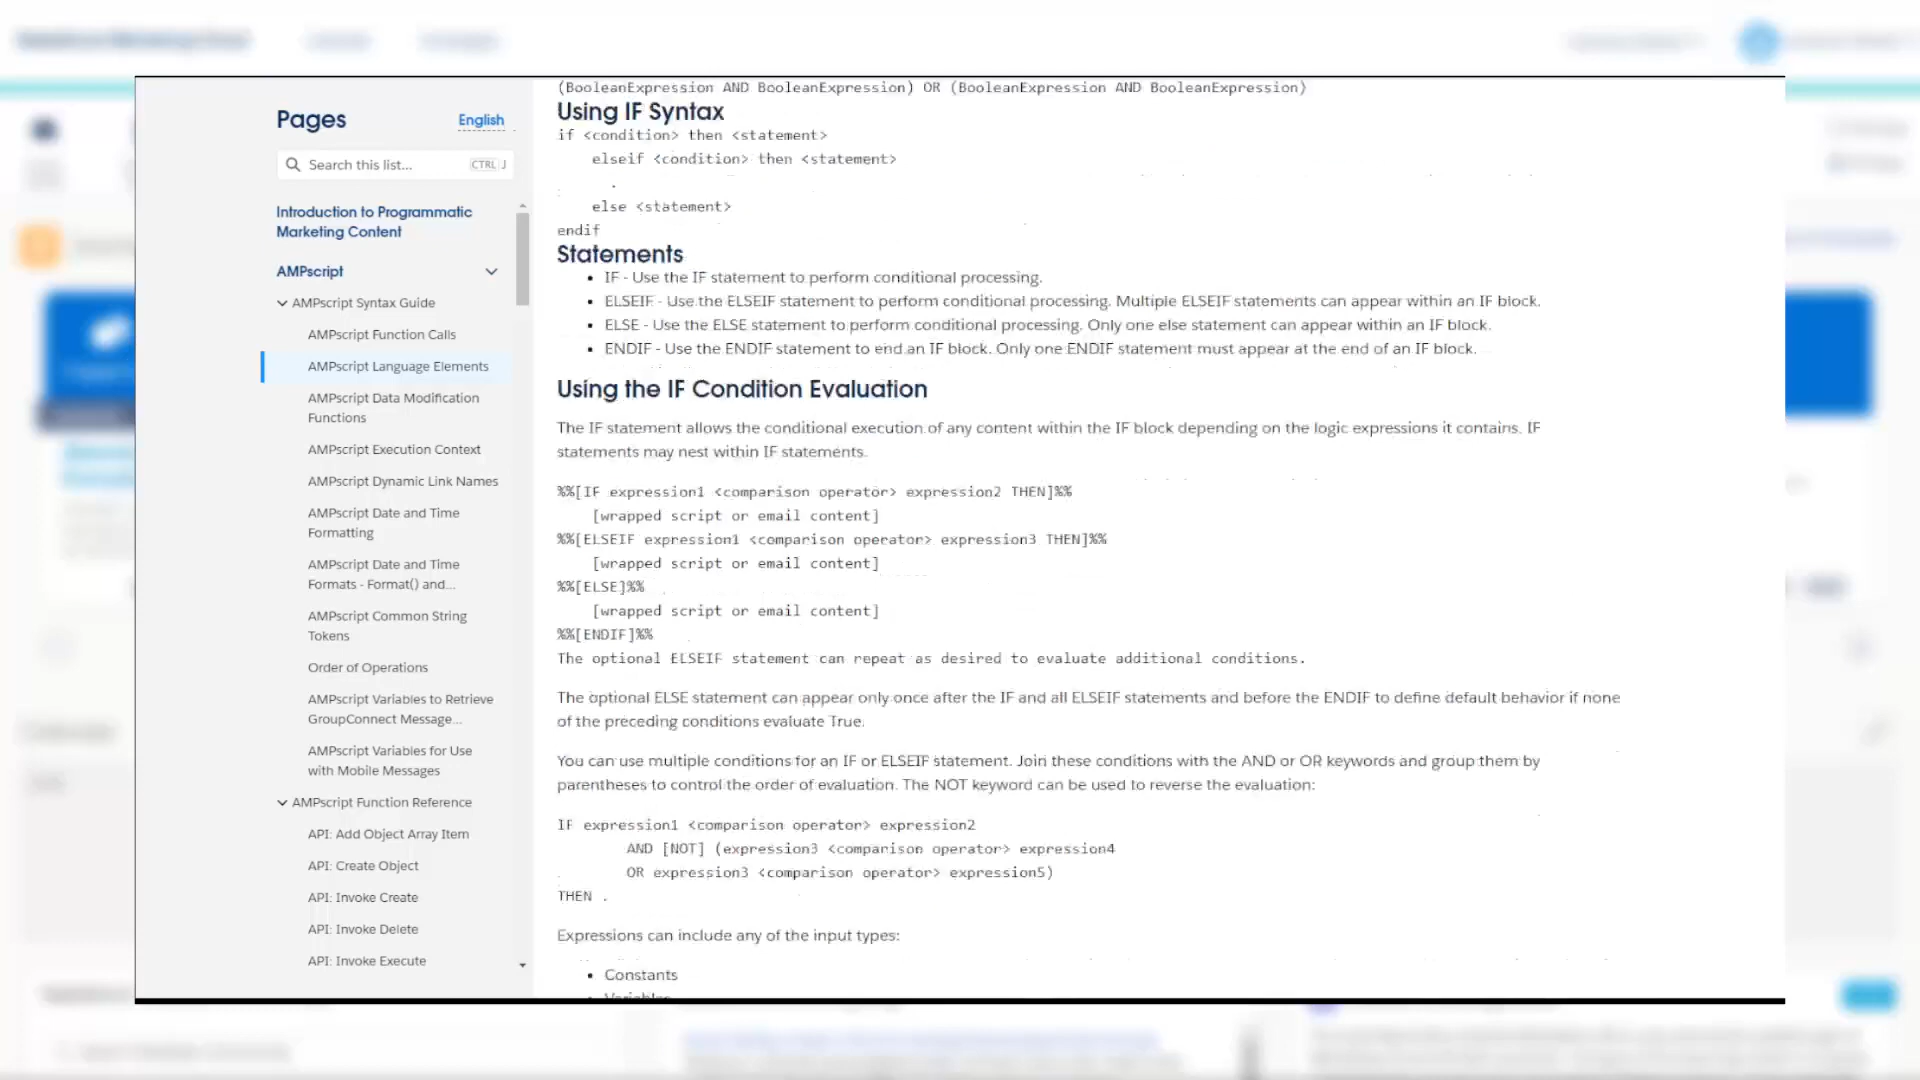 Pages
English
Search this list...
CTRL J
Introduction to Programmatic
Marketing Content
AMPscript
AMPscript Syntax Guide
AMPscript Function Calls
AMPscript Language Elements
AMPscript Data Modification
Functions
AMPscript Execution Context
AMPscript Dynamic Link Names
AMPscript Date and Time
Formatting
AMPscript Date and Time
Formats - Format() and...
AMPscript Common String
Tokens
Order of Operations
AMPscript Variables to Retrieve
GroupConnect Message...
AMPscript Variables for Use
with Mobile Messages
AMPscript Function Reference
API: Add Object Array Item
API: Create Object
API: Invoke Create
API: Invoke Delete
API: Invoke Execute
(BooleanExpression AND BooleanExpression) OR (BooleanExpression AND BooleanExpression)
Using IF Syntax
if <condition> then <statement>
elseif <condition> then <statement>
.
else <statement>
endif
Statements
• IF - Use the IF statement to perform conditional processing.
• ELSEIF - Use the ELSEIF statement to perform conditional processing. Multiple ELSEIF statements can appear within an IF block.
• ELSE - Use the ELSE statement to perform conditional processing. Only one else statement can appear within an IF block.
• ENDIF - Use the ENDIF statement to end an IF block. Only one ENDIF statement must appear at the end of an IF block.
Using the IF Condition Evaluation
The IF statement allows the conditional execution of any content within the IF block depending on the logic expressions it contains. IF
statements may nest within IF statements.
%%[IF expression1 <comparison operator> expression2 THEN]%%
[wrapped script or email content]
%%[ELSEIF expression1 <comparison operator> expression3 THEN]%%
[wrapped script or email content]
%%[ELSE]%%
[wrapped script or email content]
%%[ENDIF]%%
The optional ELSEIF statement can repeat as desired to evaluate additional conditions.
The optional ELSE statement can appear only once after the IF and all ELSEIF statements and before the ENDIF to define default behavior if none
of the preceding conditions evaluate True.
You can use multiple conditions for an IF or ELSEIF statement. Join these conditions with the AND or OR keywords and group them by
parentheses to control the order of evaluation. The NOT keyword can be used to reverse the evaluation:
IF expression1 <comparison operator> expression2
AND [NOT] (expression3 <comparison operator> expression4
OR expression3 <comparison operator> expression5)
THEN .
Expressions can include any of the input types:
• Constants
• Variables